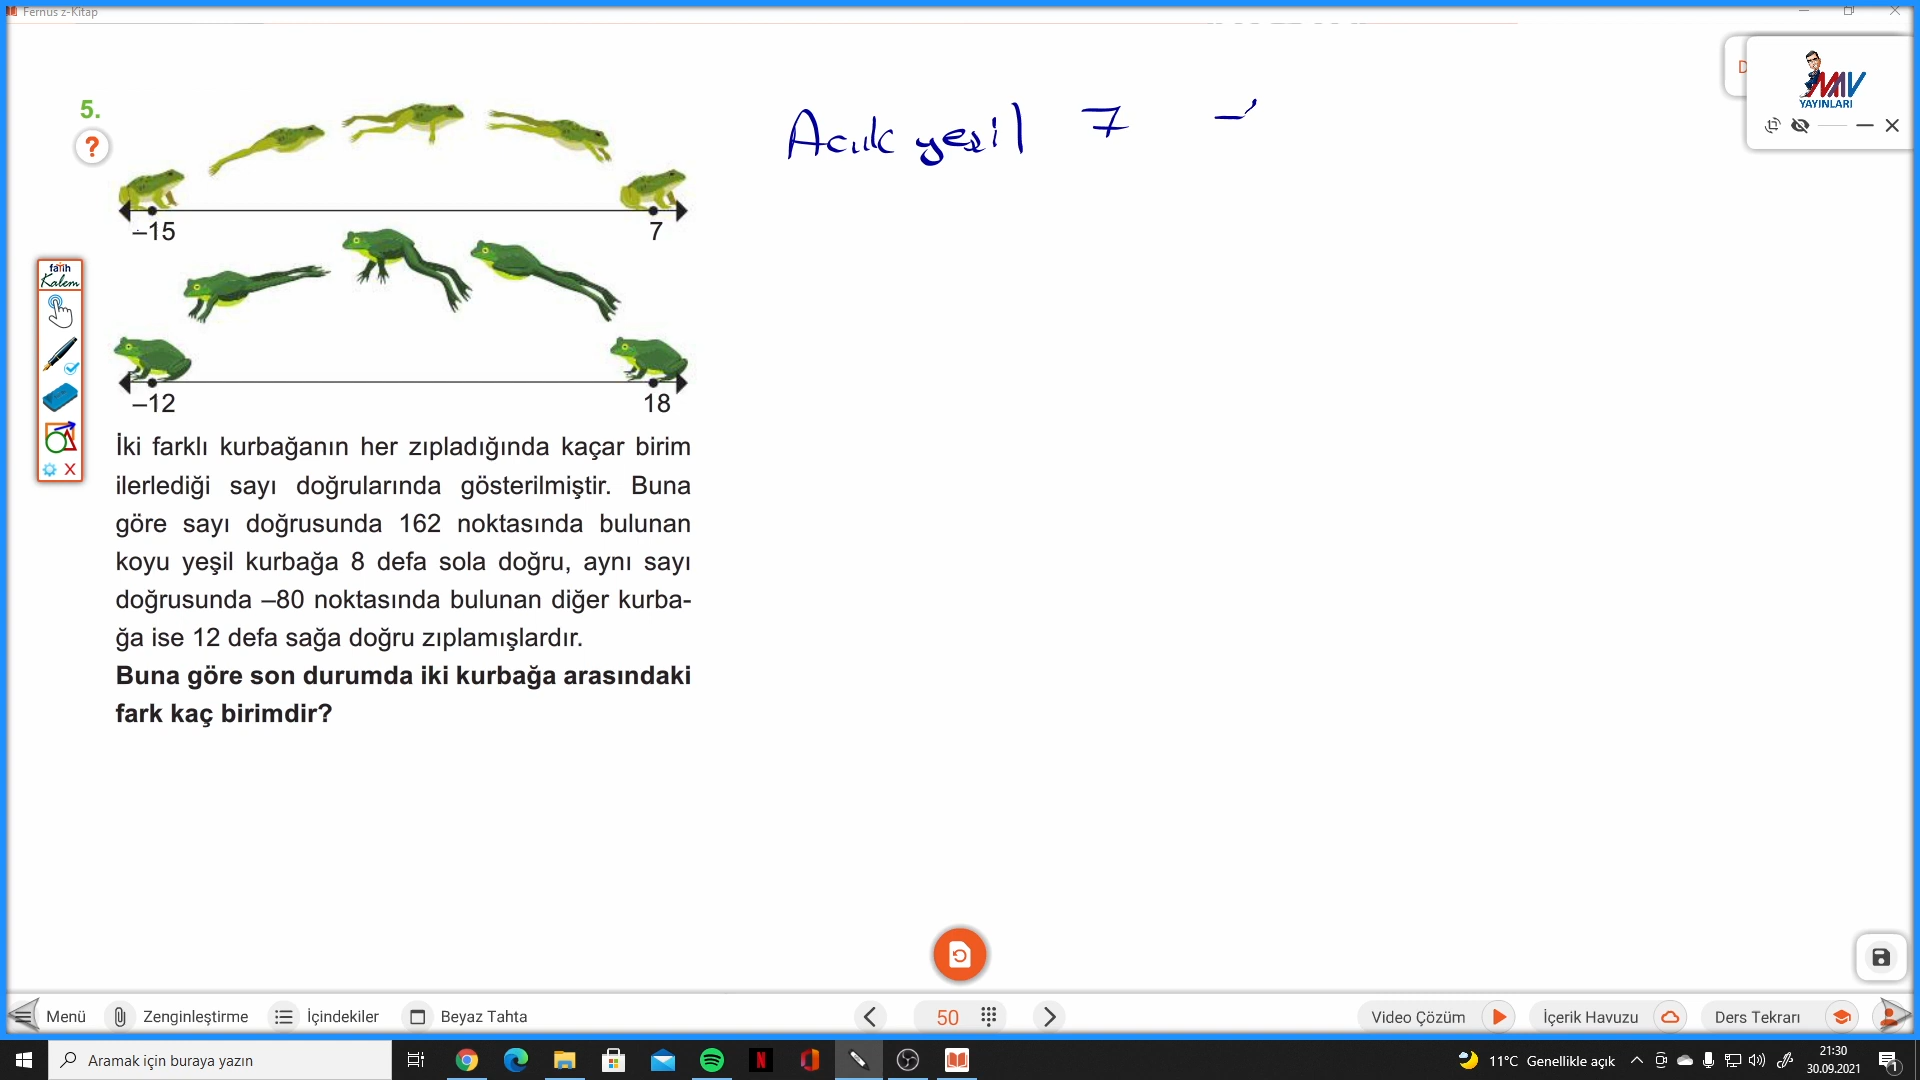 Fernus z-Kitap
MAV
YAYINLARI
5.
?
Acık yeşil 7 -1
–15
7
–12
18
fatih
Kalem
İki farklı kurbağanın her zıpladığında kaçar birim
ilerlediği sayı doğrularında gösterilmiştir. Buna
göre sayı doğrusunda 162 noktasında bulunan
koyu yeşil kurbağa 8 defa sola doğru, aynı sayı
doğrusunda –80 noktasında bulunan diğer kurba-
ğa ise 12 defa sağa doğru zıplamışlardır.
Buna göre son durumda iki kurbağa arasındaki
fark kaç birimdir?
Menü
Zenginleştirme
İçindekiler
Beyaz Tahta
50
Video Çözüm
İçerik Havuzu
Ders Tekrarı
Aramak için buraya yazın
11°C Genellikle açık
21:30
30.09.2021
1